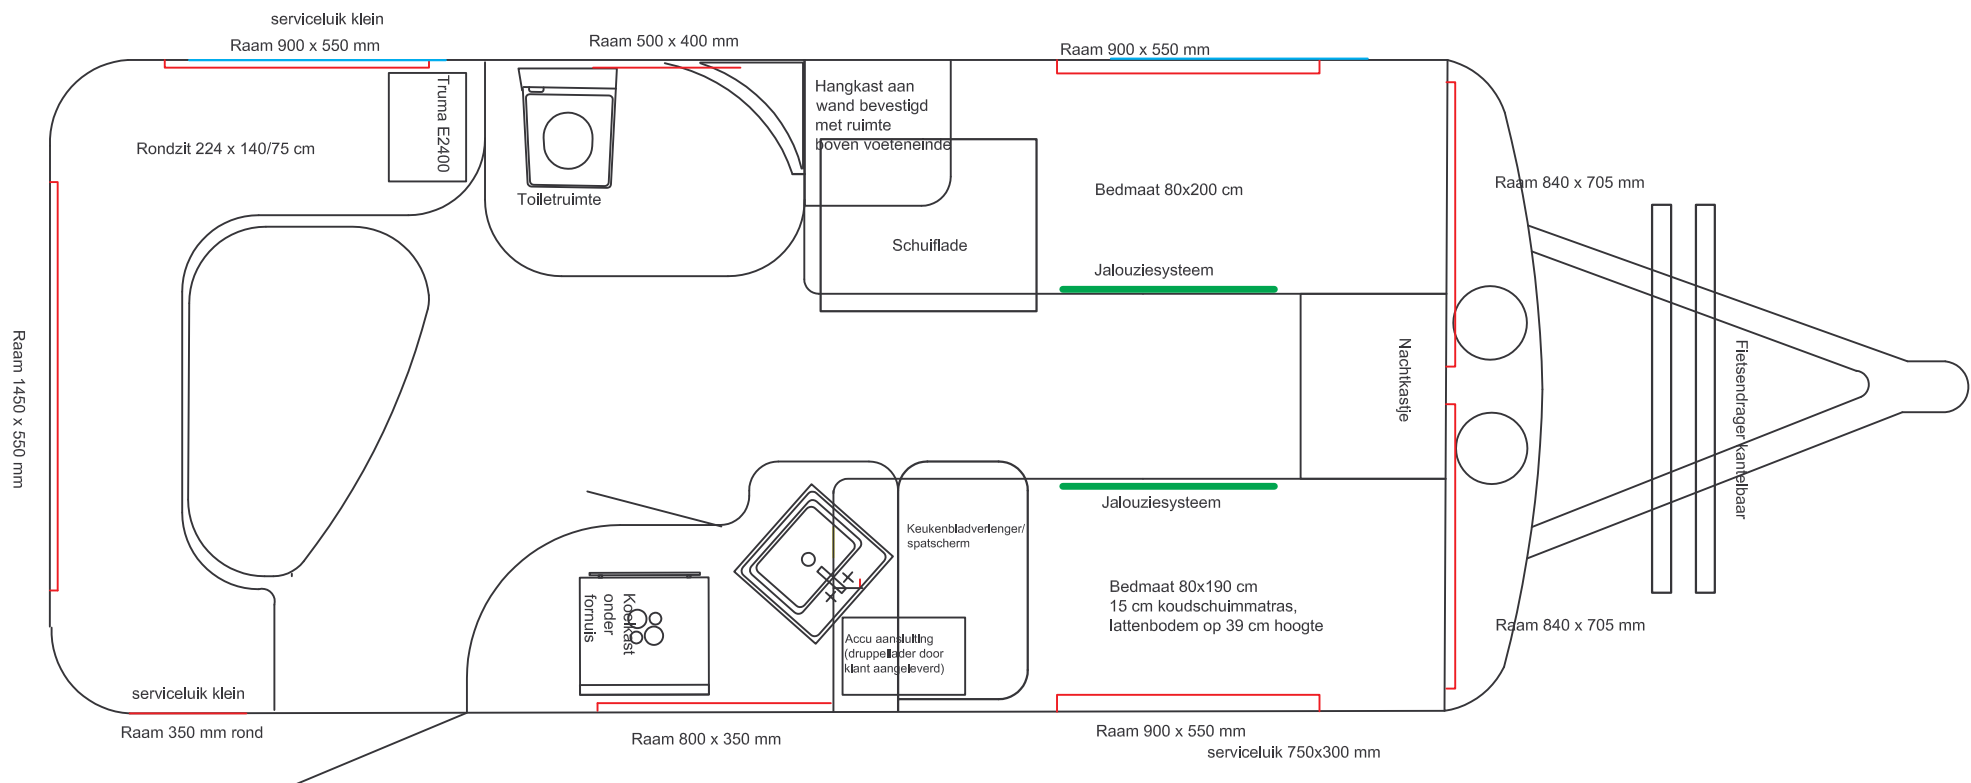 serviceluik klein
Raam 900 x 550 mm
Raam 500 x 400 mm
Raam 900 x 550 mm
Truma E2400
Hangkast aan
wand bevestigd
met ruimte
boven voeteneinde
Rondzit 224 x 140/75 cm
Toiletruimte
Bedmaat 80x200 cm
Raam 840 x 705 mm
Schuiflade
Jalouziesysteem
Raam 1450 x 550 mm
Nachtkastje
Fietsendrager kantelbaar
Jalouziesysteem
Keukenbladverlenger/
spatscherm
Koelkast
onder
fornuis
Bedmaat 80x190 cm
15 cm koudschuimmatras,
lattenbodem op 39 cm hoogte
Raam 840 x 705 mm
Accu aansluiting
(druppellader door
klant aangeleverd)
serviceluik klein
Raam 350 mm rond
Raam 800 x 350 mm
Raam 900 x 550 mm
serviceluik 750x300 mm